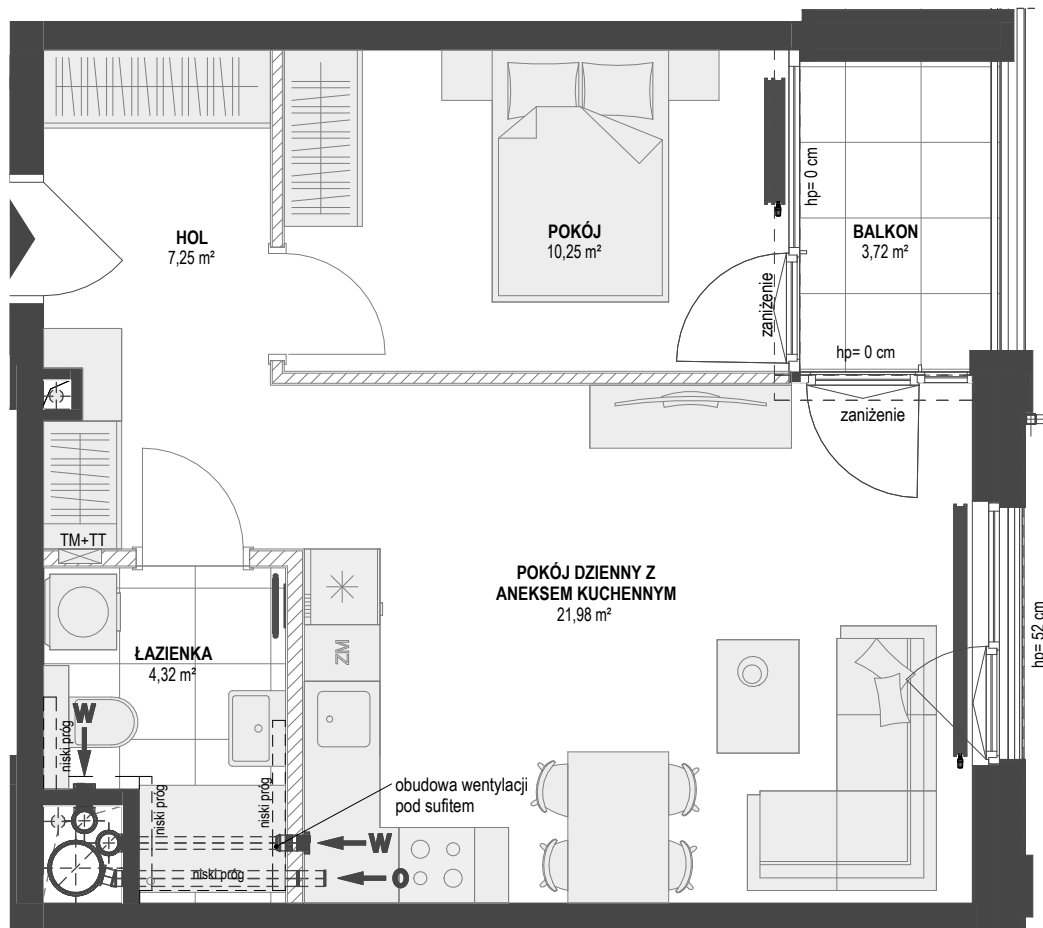 HOL
7,25 m²
POKÓJ
10,25 m²
BALKON
3,72 m²
hp= 0 cm
zaniżenie
hp= 0 cm
zaniżenie
TM+TT
POKÓJ DZIENNY Z
ANEKSEM KUCHENNYM
21,98 m²
hp= 52 cm
ŁAZIENKA
4,32 m²
ZM
W
niski próg
niski próg
niski próg
niski próg
obudowa wentylacji
pod sufitem
W
O